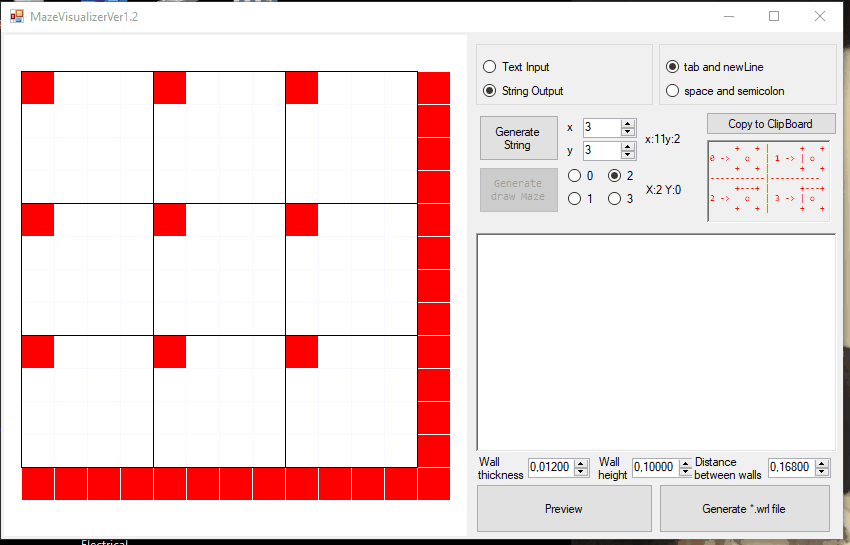 MazeVisualizerVer1.2
Text Input
String Output
tab and newLine
space and semicolon
Generate
String
x 3
y 3
x:11y:2
Copy to ClipBoard
Generate
draw Maze
0 2
1 3
X:2 Y:0
+ + | + +
0 -> o | 1 -> | o
+ + | + +
----------- ----------
+---+ | +---+
2 -> o | 3 -> | o
+ + | + +
Wall
thickness
0,01200
Wall
height
0,10000
Distance
between walls
0,16800
Preview
Generate *.wrl file
Electrical